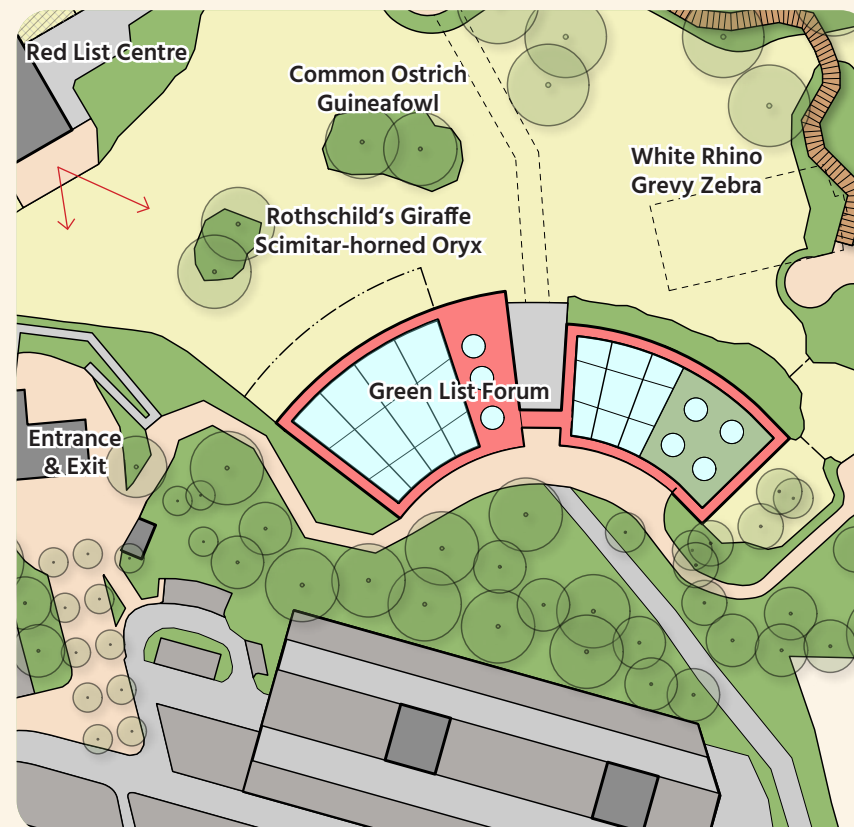 Red List Centre
Common Ostrich
Guineafowl
White Rhino
Grevy Zebra
Rothschild‘s Giraffe
Scimitar-horned Oryx
Green List Forum
Entrance
& Exit